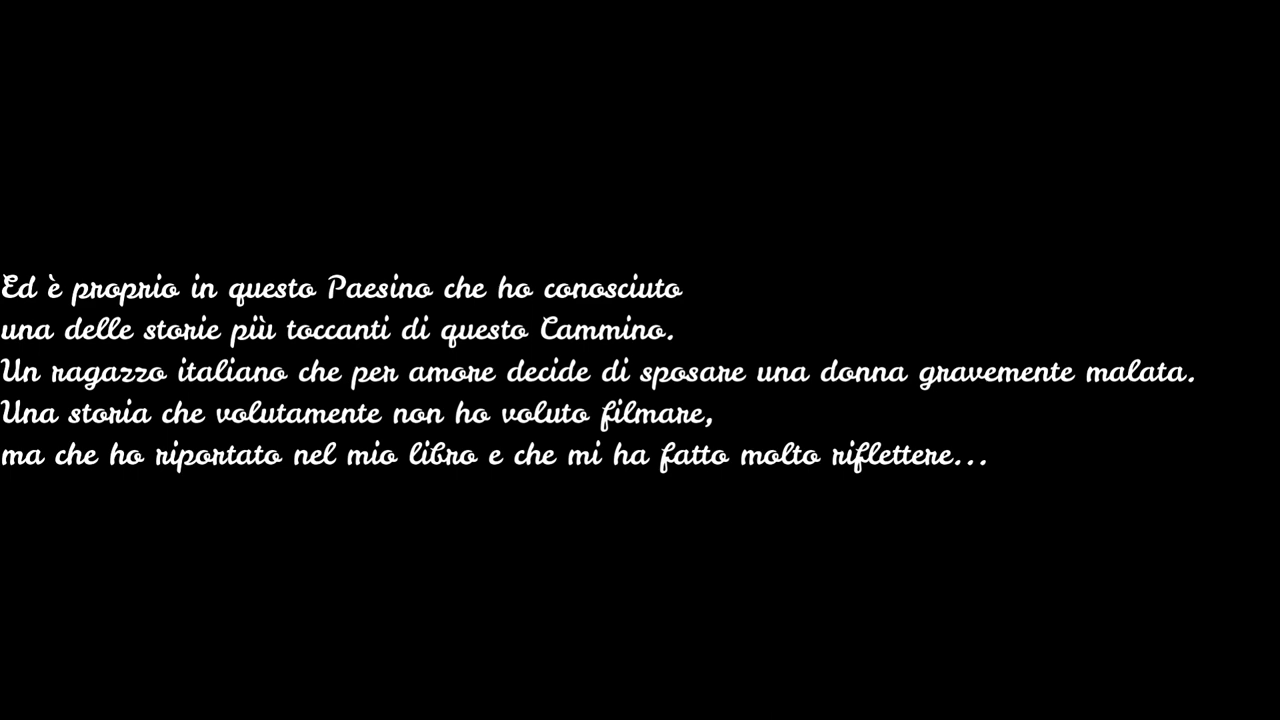 Ed è proprio in questo Paesino che ho conosciuto
una delle storie più toccanti di questo Cammino.
Un ragazzo italiano che per amore decide di sposare una donna gravemente malata.
Una storia che volutamente non ho voluto filmare,
ma che ho riportato nel mio libro e che mi ha fatto molto riflettere...